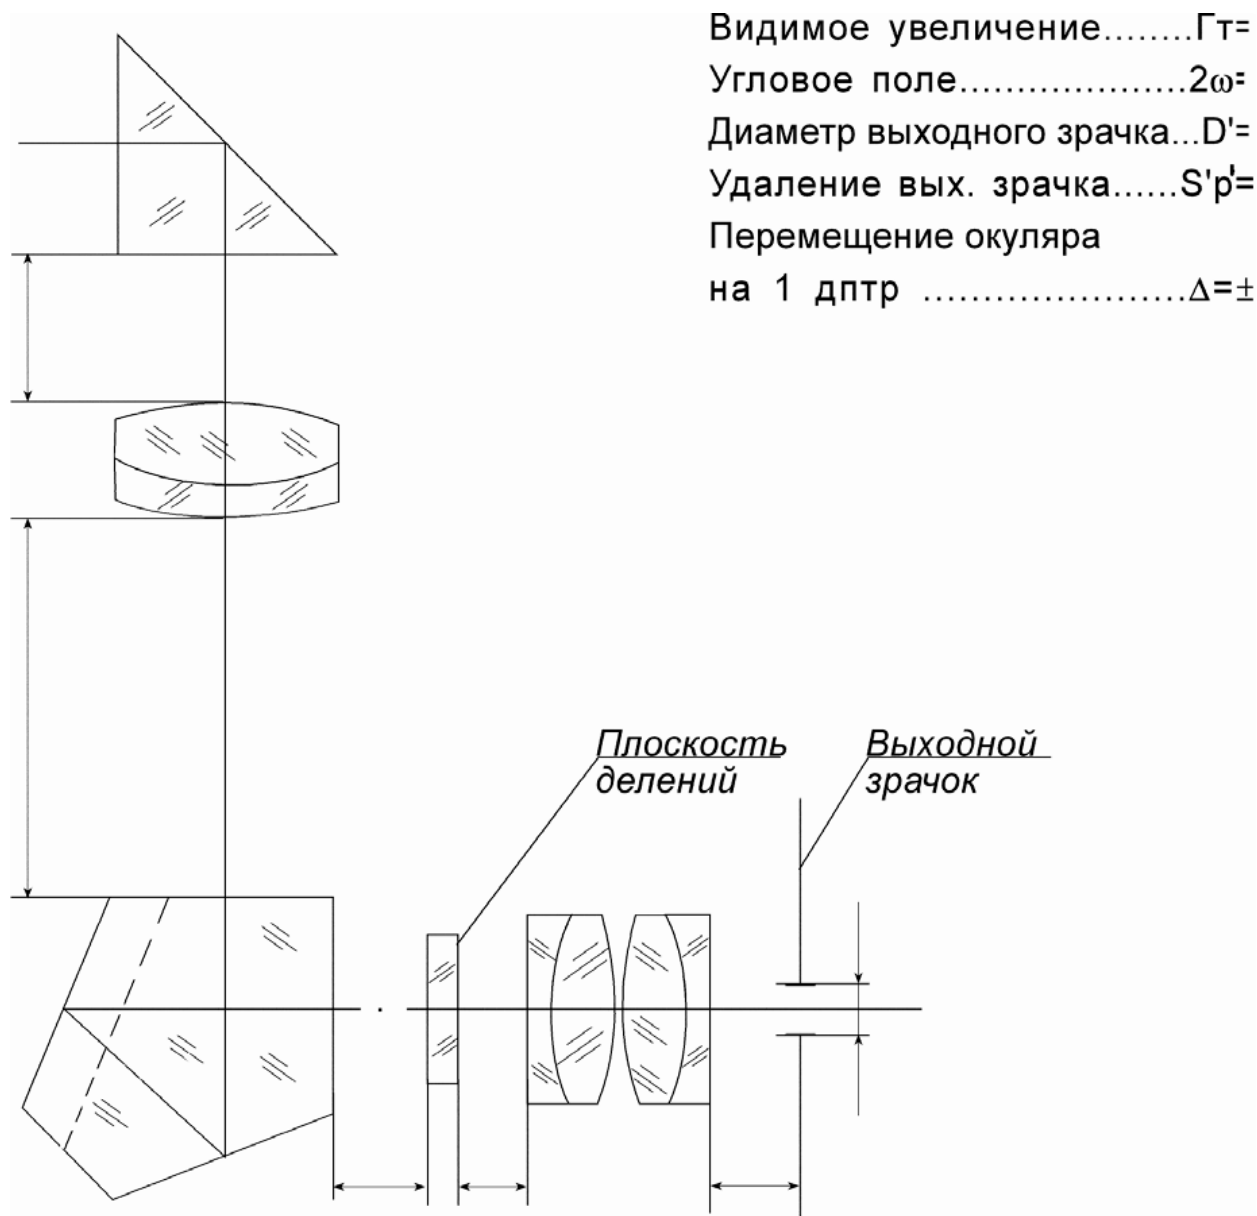 Видимое увеличение........Гт=
Угловое поле...................2ω=
Диаметр выходного зрачка...D'=
Удаление вых. зрачка......S'p'=
Перемещение окуляра
на 1 дптр ......................Δ=±
Плоскость
делений
Выходной
зрачок